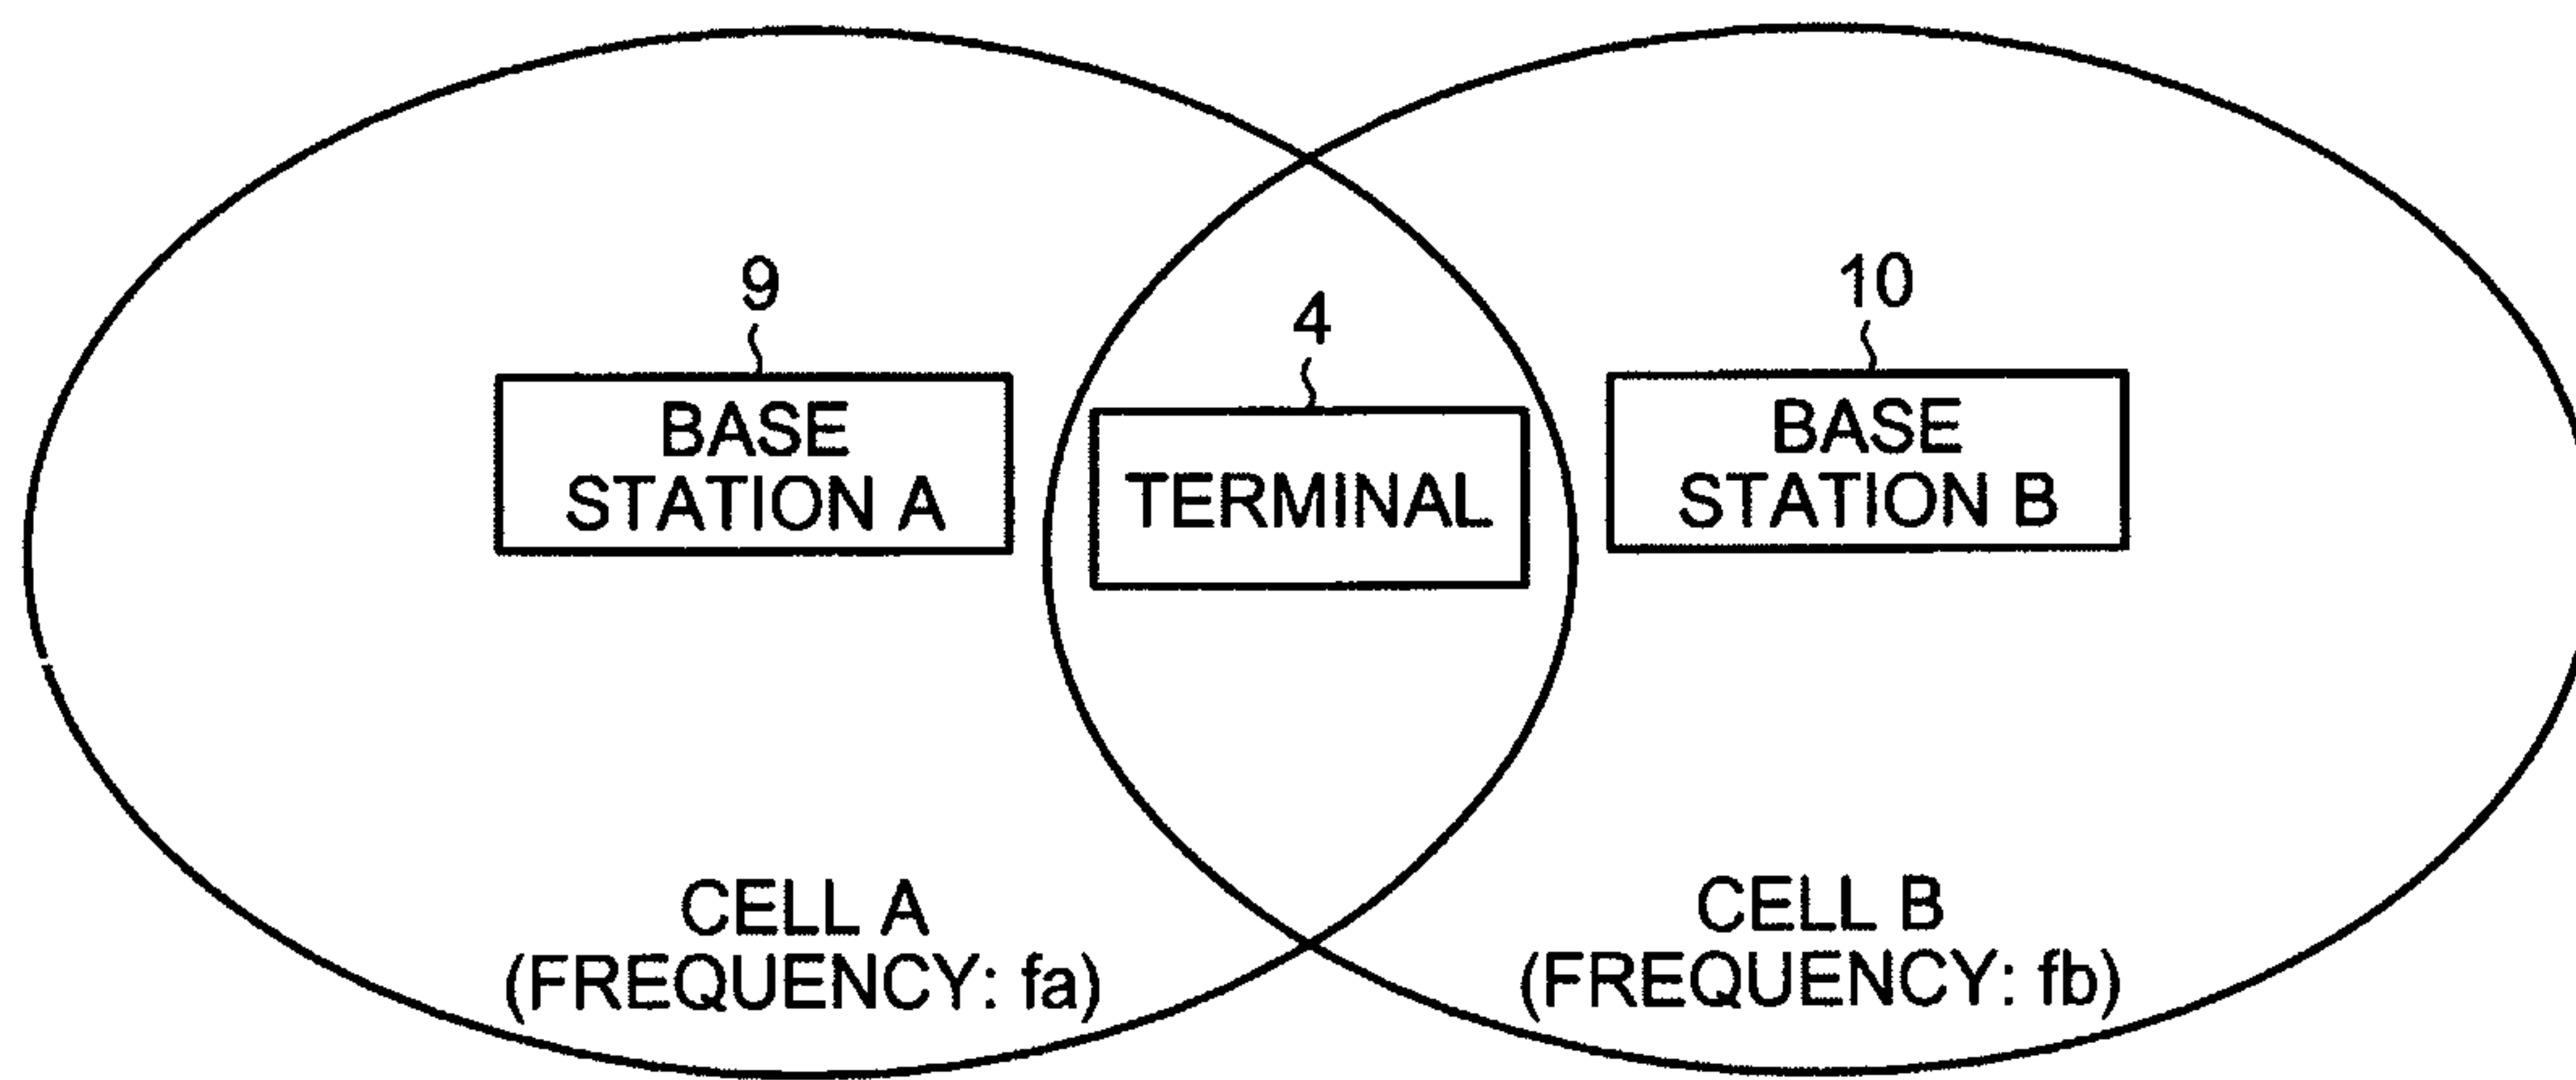 9
BASE
STATION A
4
TERMINAL
10
BASE
STATION B
CELL A
(FREQUENCY: fa)
CELL B
(FREQUENCY: fb)